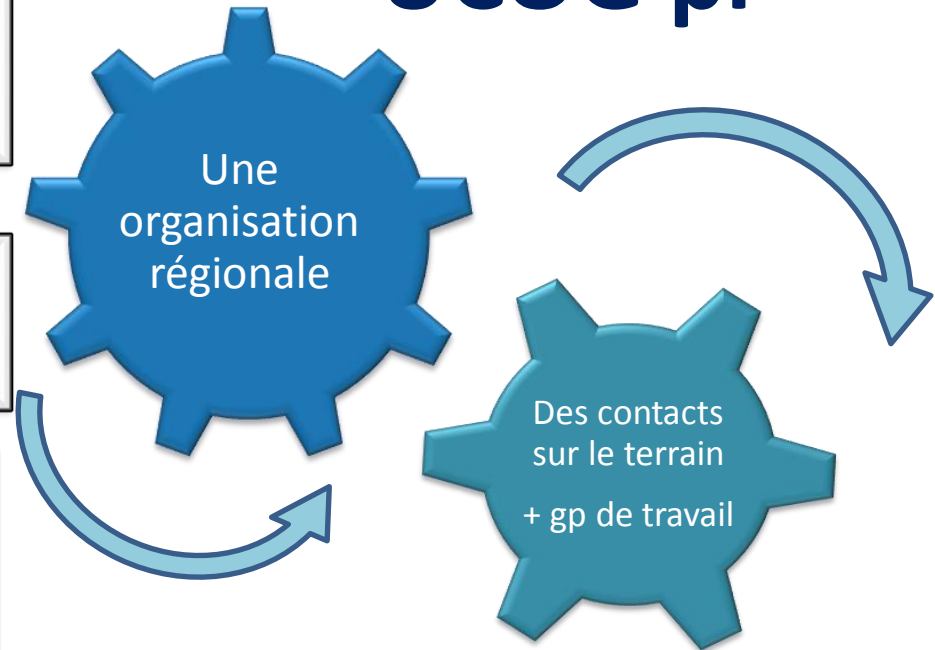 Une
organisation
régionale
Des contacts
sur le terrain
+ gp de travail